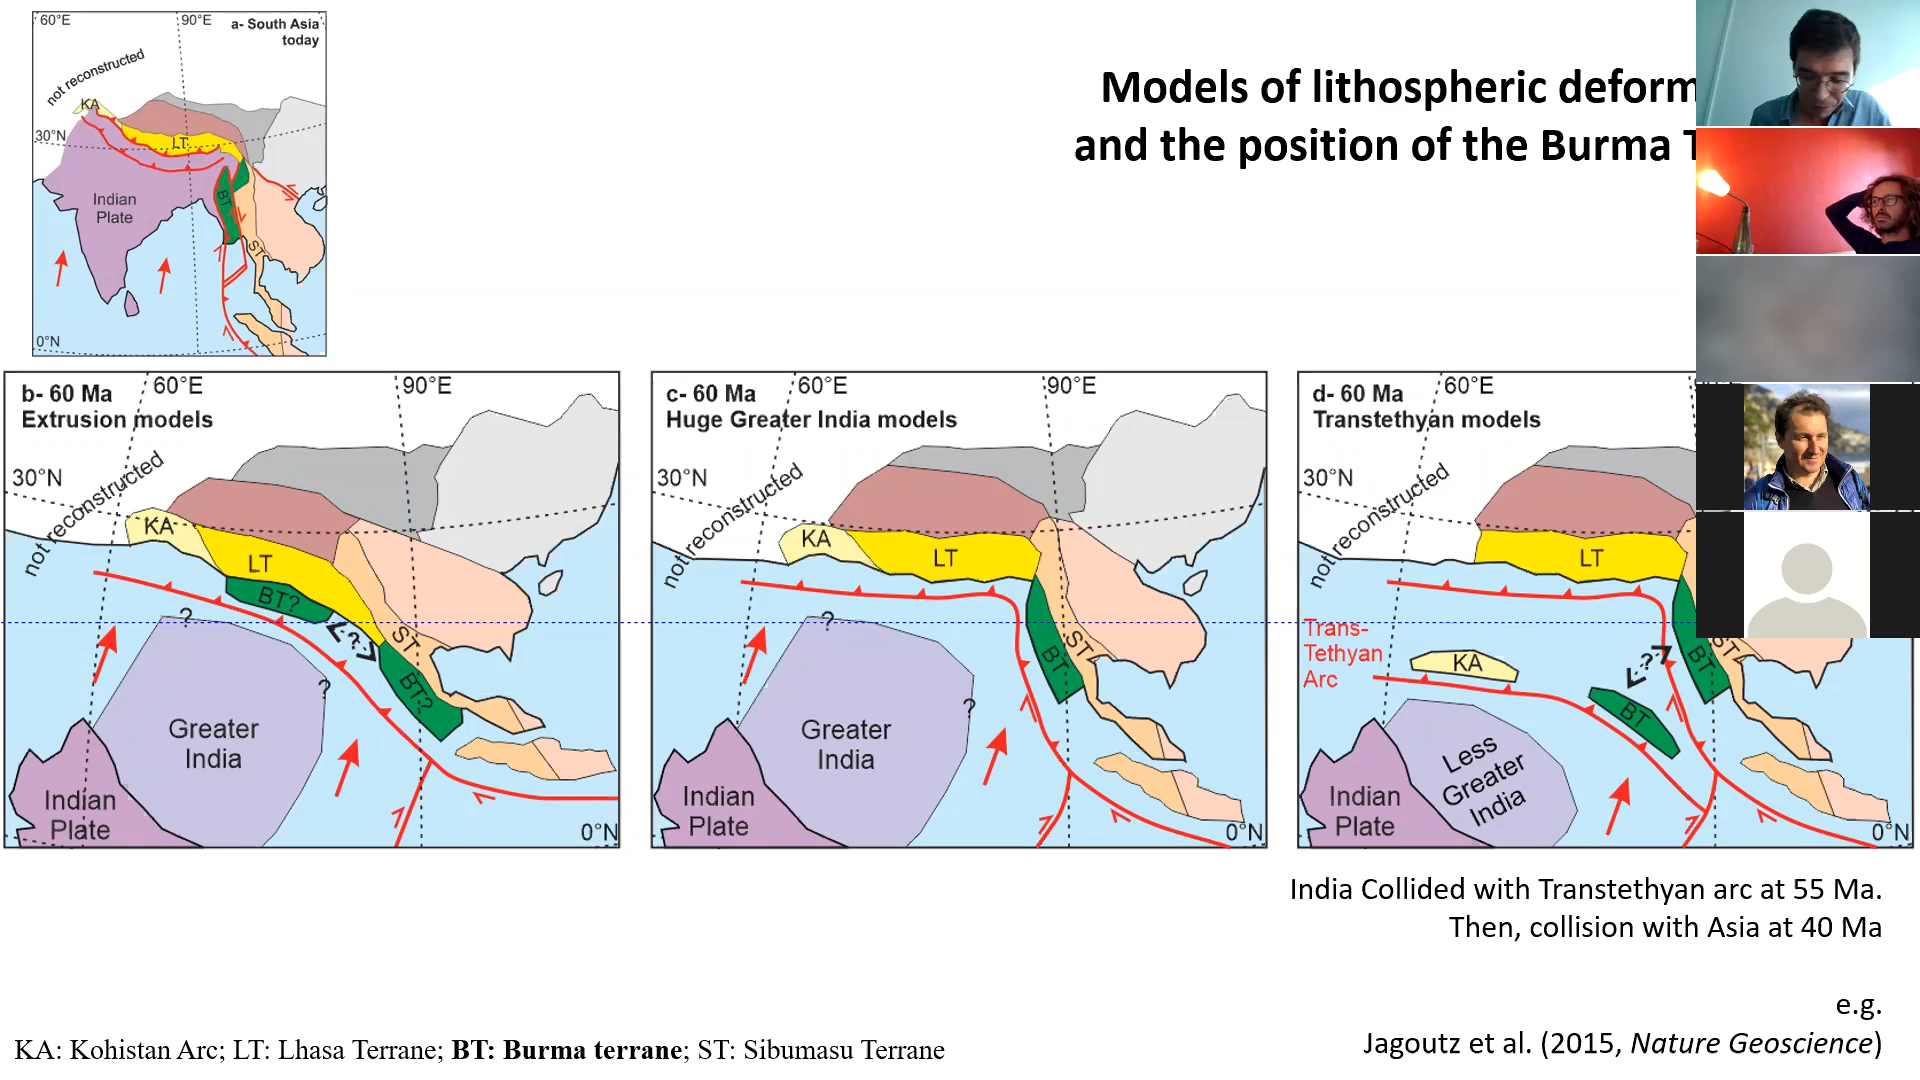 60°E
90°E
a- South Asia
today
not reconstructed
KA
30°N
LT
Indian
Plate
BT
ST
0°N
Models of lithospheric deform
and the position of the Burma T
b- 60 Ma
Extrusion models
60°E
90°E
30°N
not reconstructed
KA
LT
BT?
?
?
ST
BT?
?
Greater
India
Indian
Plate
0°N
c- 60 Ma
Huge Greater India models
60°E
90°E
30°N
not reconstructed
KA
LT
?
BT
ST
?
Greater
India
Indian
Plate
0°N
d- 60 Ma
Transtethyan models
60°E
30°N
not reconstructed
LT
Trans-
Tethyan
Arc
KA
?
BT
ST
BT
Less
Greater
India
Indian
Plate
0°N
India Collided with Transtethyan arc at 55 Ma.
Then, collision with Asia at 40 Ma
e.g.
Jagoutz et al. (2015, Nature Geoscience)
KA: Kohistan Arc; LT: Lhasa Terrane; BT: Burma terrane; ST: Sibumasu Terrane